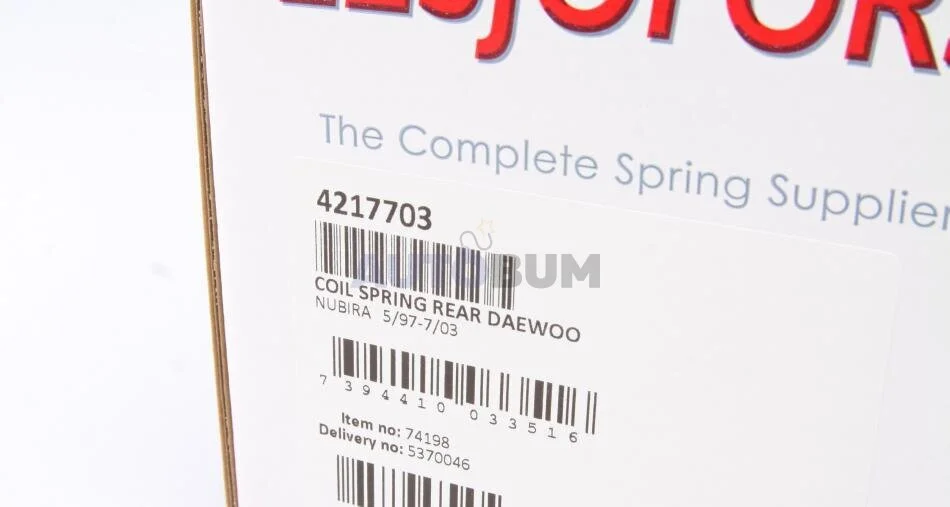 The Complete Spring Supplier
4217703
AUTOBUM
COIL SPRING REAR DAEWOO
NUBIRA 5/97-7/03
7 394410 033516
Item no: 74198
Delivery no: 5370046